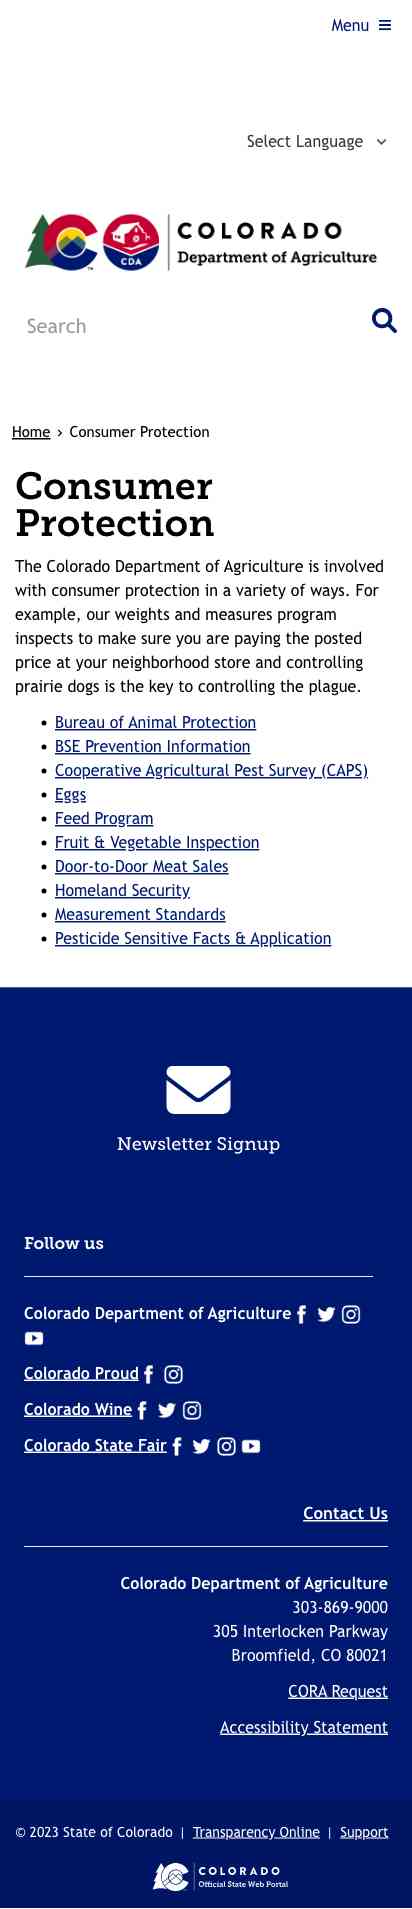 Menu
Select Language
COLORADO
CDA
Department of Agriculture
TM
Search
Home › Consumer Protection
Consumer
Protection
The Colorado Department of Agriculture is involved
with consumer protection in a variety of ways. For
example, our weights and measures program
inspects to make sure you are paying the posted
price at your neighborhood store and controlling
prairie dogs is the key to controlling the plague.
• Bureau of Animal Protection
• BSE Prevention Information
• Cooperative Agricultural Pest Survey (CAPS)
• Eggs
• Feed Program
• Fruit & Vegetable Inspection
• Door-to-Door Meat Sales
• Homeland Security
• Measurement Standards
• Pesticide Sensitive Facts & Application
Newsletter Signup
Follow us
Colorado Department of Agriculture
Colorado Proud
Colorado Wine
Colorado State Fair
Contact Us
Colorado Department of Agriculture
303-869-9000
305 Interlocken Parkway
Broomfield, CO 80021
CORA Request
Accessibility Statement
© 2023 State of Colorado | Transparency Online | Support
COLORADO
Official State Web Portal